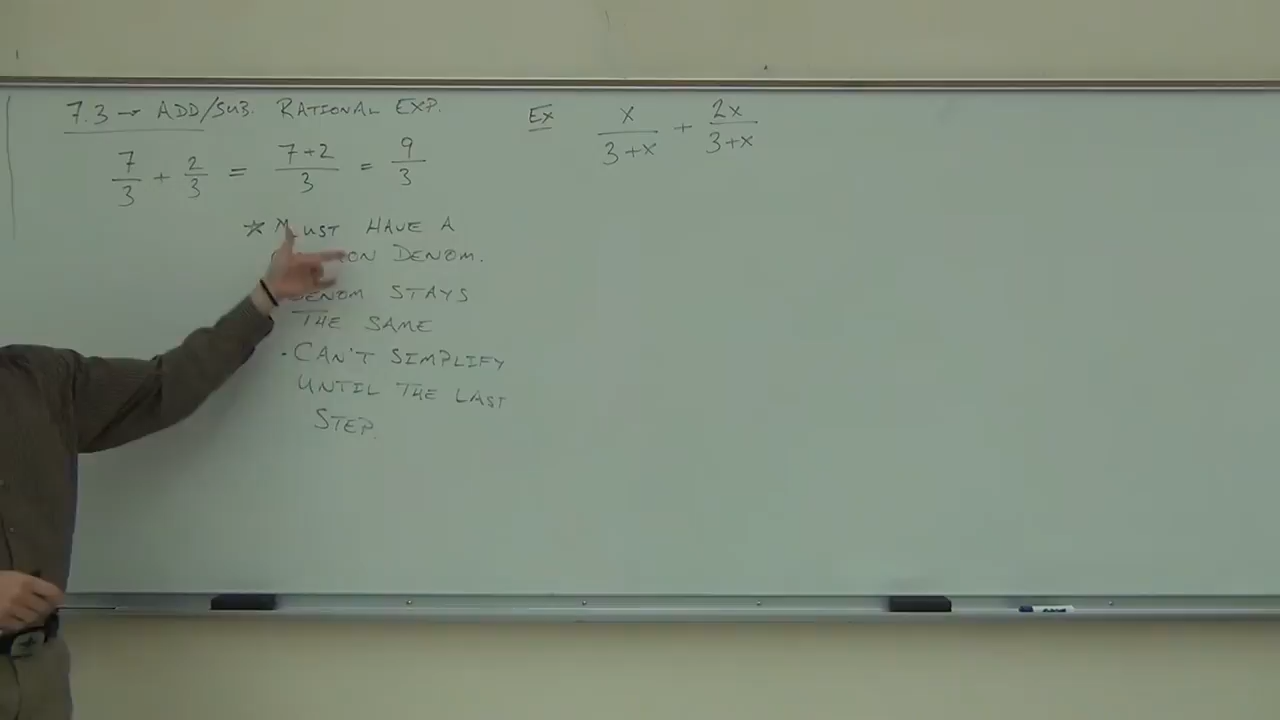 7.3 → ADD/SUB. RATIONAL EXP.
7/3 + 2/3 = (7+2)/3 = 9/3
☆ MUST HAVE A
DENOM.
DENOM STAYS
THE SAME
• CAN'T SIMPLIFY
UNTIL THE LAST
STEP.
Ex x/(3+x) + 2x/(3+x)